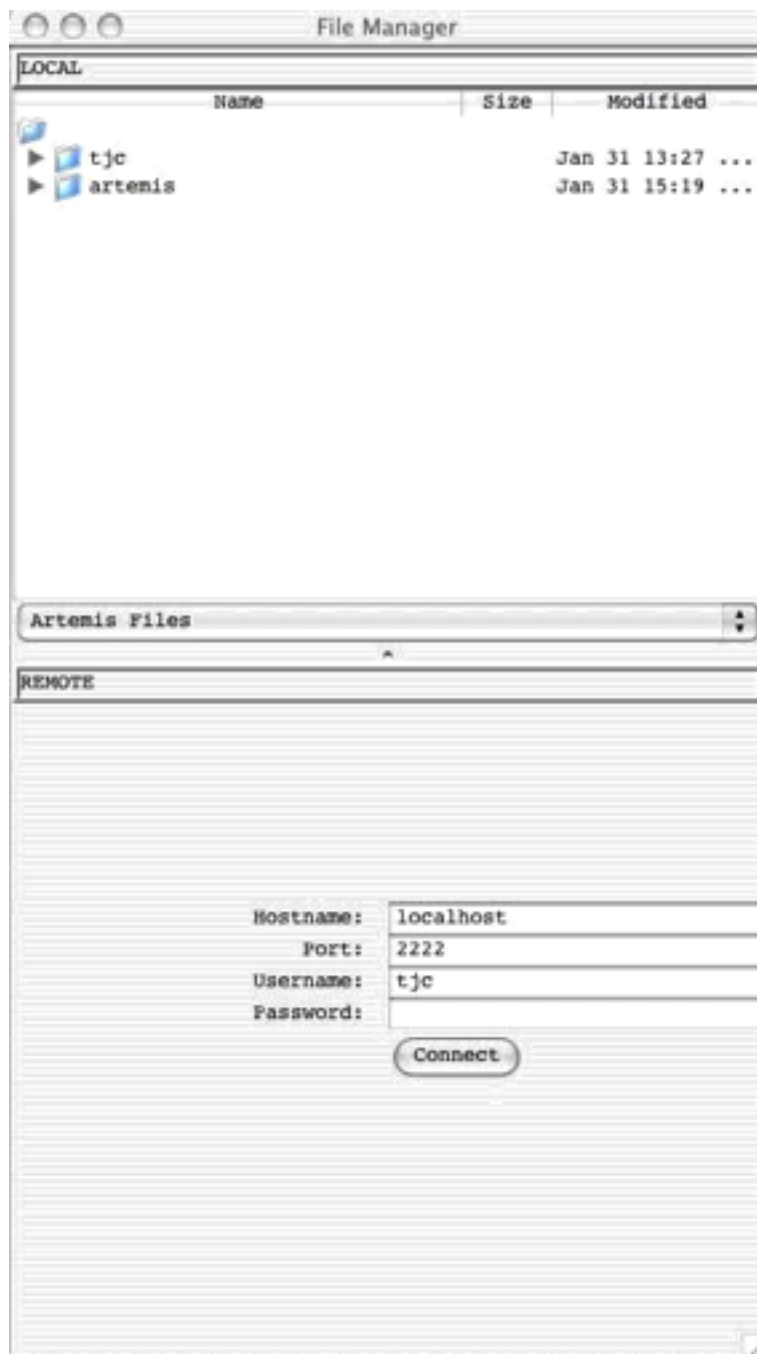 File Manager
LOCAL
Name Size Modified
tjc Jan 31 13:27 ...
artemis Jan 31 15:19 ...
Artemis Files
REMOTE
Hostname: localhost
Port: 2222
Username: tjc
Password:
Connect